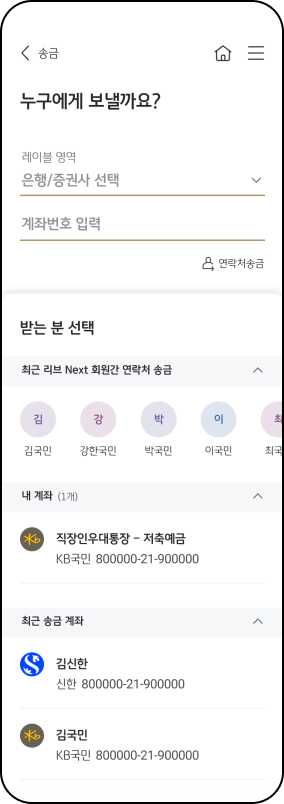 송금
누구에게 보낼까요?
레이블 영역
은행/증권사 선택
계좌번호 입력
연락처송금
받는 분 선택
최근 리브 Next 회원간 연락처 송금
김 강 박 이 최
김국민 강한국민 박국민 이국민 최국
내 계좌 (1개)
직장인우대통장 - 저축예금
KB국민 800000-21-900000
최근 송금 계좌
김신한
신한 800000-21-900000
김국민
KB국민 800000-21-900000